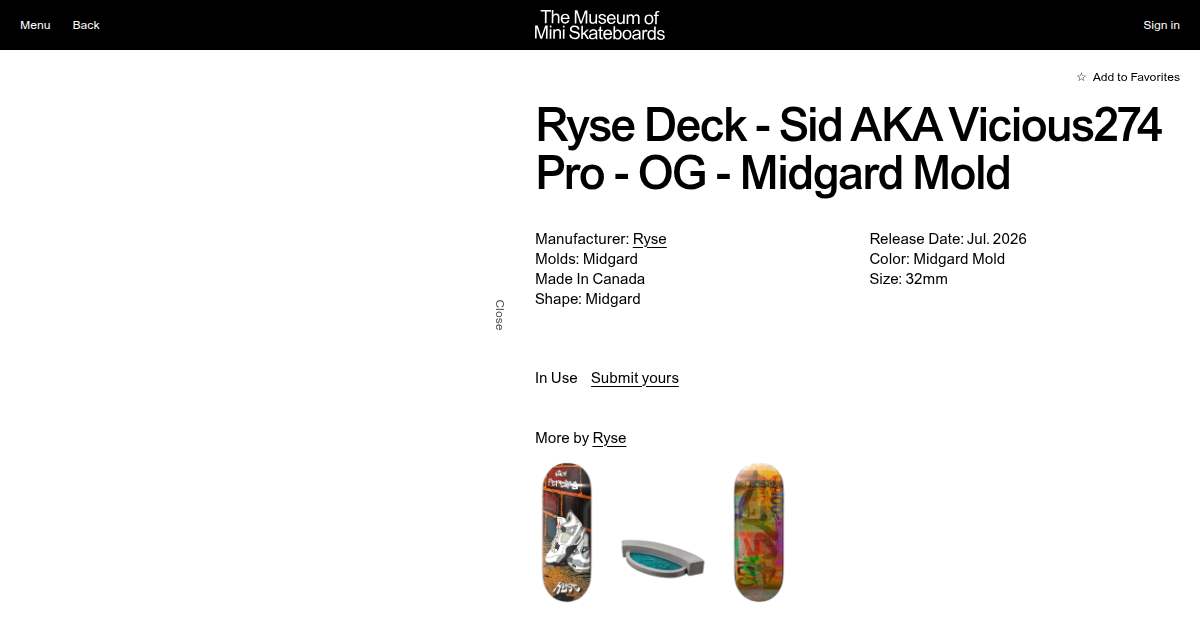 Menu
Back
The Museum of
Mini Skateboards
Sign in
☆ Add to Favorites
Ryse Deck - Sid AKA Vicious274
Pro - OG - Midgard Mold
Manufacturer: Ryse
Molds: Midgard
Made In Canada
Shape: Midgard
Release Date: Jul. 2026
Color: Midgard Mold
Size: 32mm
Close
In Use
Submit yours
More by Ryse